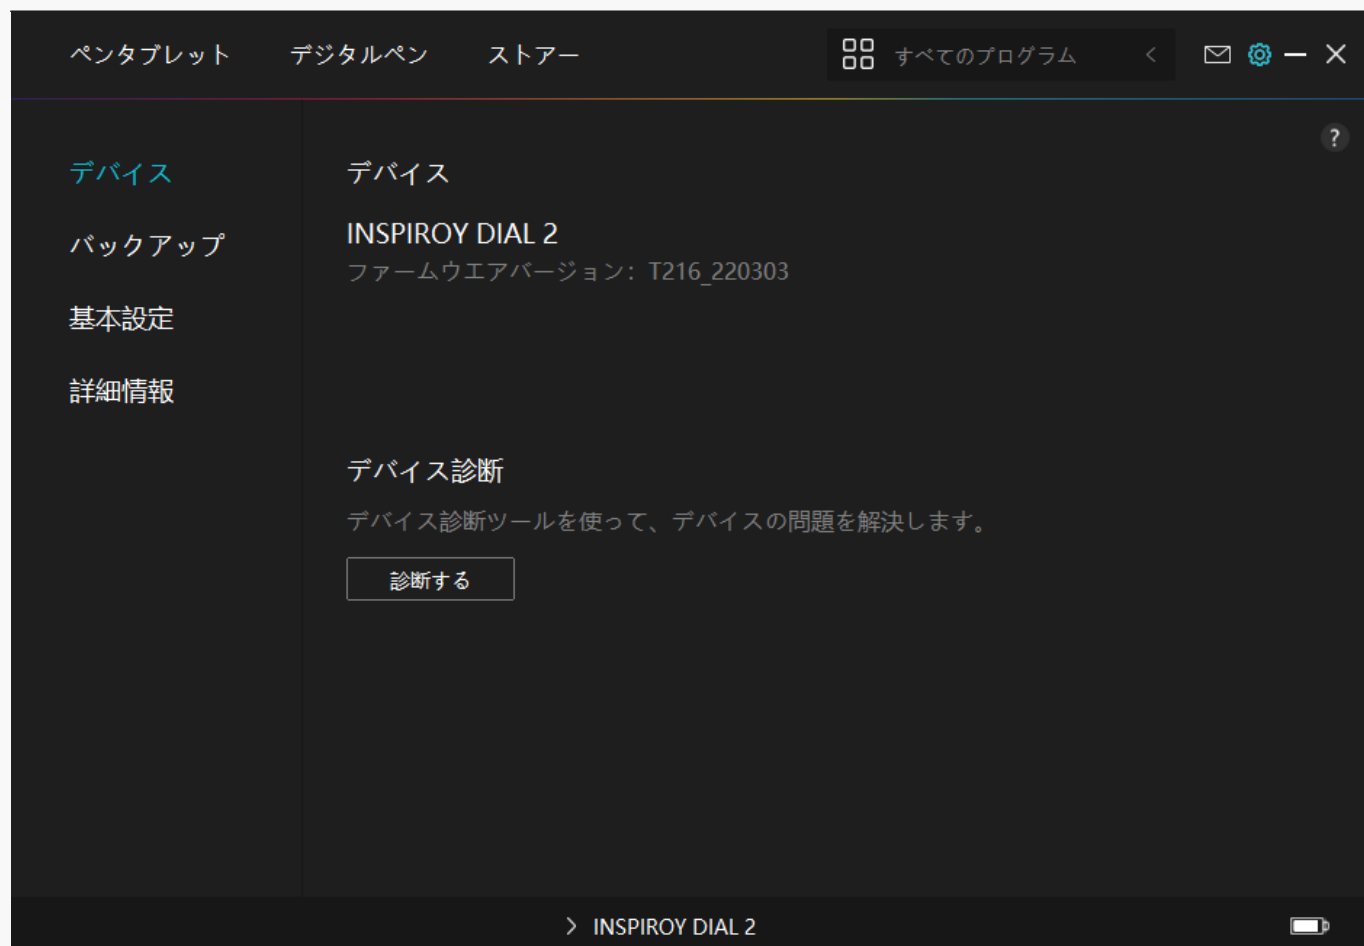 ペンタブレット デジタルペン ストアー すべてのプログラム
?
デバイス
バックアップ
基本設定
詳細情報
デバイス
INSPIROY DIAL 2
ファームウエアバージョン: T216_220303
デバイス診断
デバイス診断ツールを使って、デバイスの問題を解決します。
診断する
INSPIROY DIAL 2